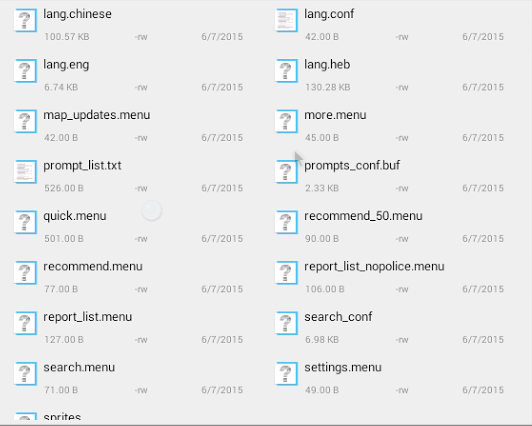 lang.chinese
100.57 KB -rw 6/7/2015
lang.conf
42.00 B -rw 6/7/2015
lang.eng
6.74 KB -rw 6/7/2015
lang.heb
130.28 KB -rw 6/7/2015
map_updates.menu
42.00 B -rw 6/7/2015
more.menu
45.00 B -rw 6/7/2015
prompt_list.txt
526.00 B -rw 6/7/2015
prompts_conf.buf
2.33 KB -rw 6/7/2015
quick.menu
501.00 B -rw 6/7/2015
recommend_50.menu
90.00 B -rw 6/7/2015
recommend.menu
77.00 B -rw 6/7/2015
report_list_nopolice.menu
106.00 B -rw 6/7/2015
report_list.menu
127.00 B -rw 6/7/2015
search_conf
6.98 KB -rw 6/7/2015
search.menu
71.00 B -rw 6/7/2015
settings.menu
49.00 B -rw 6/7/2015
sprites